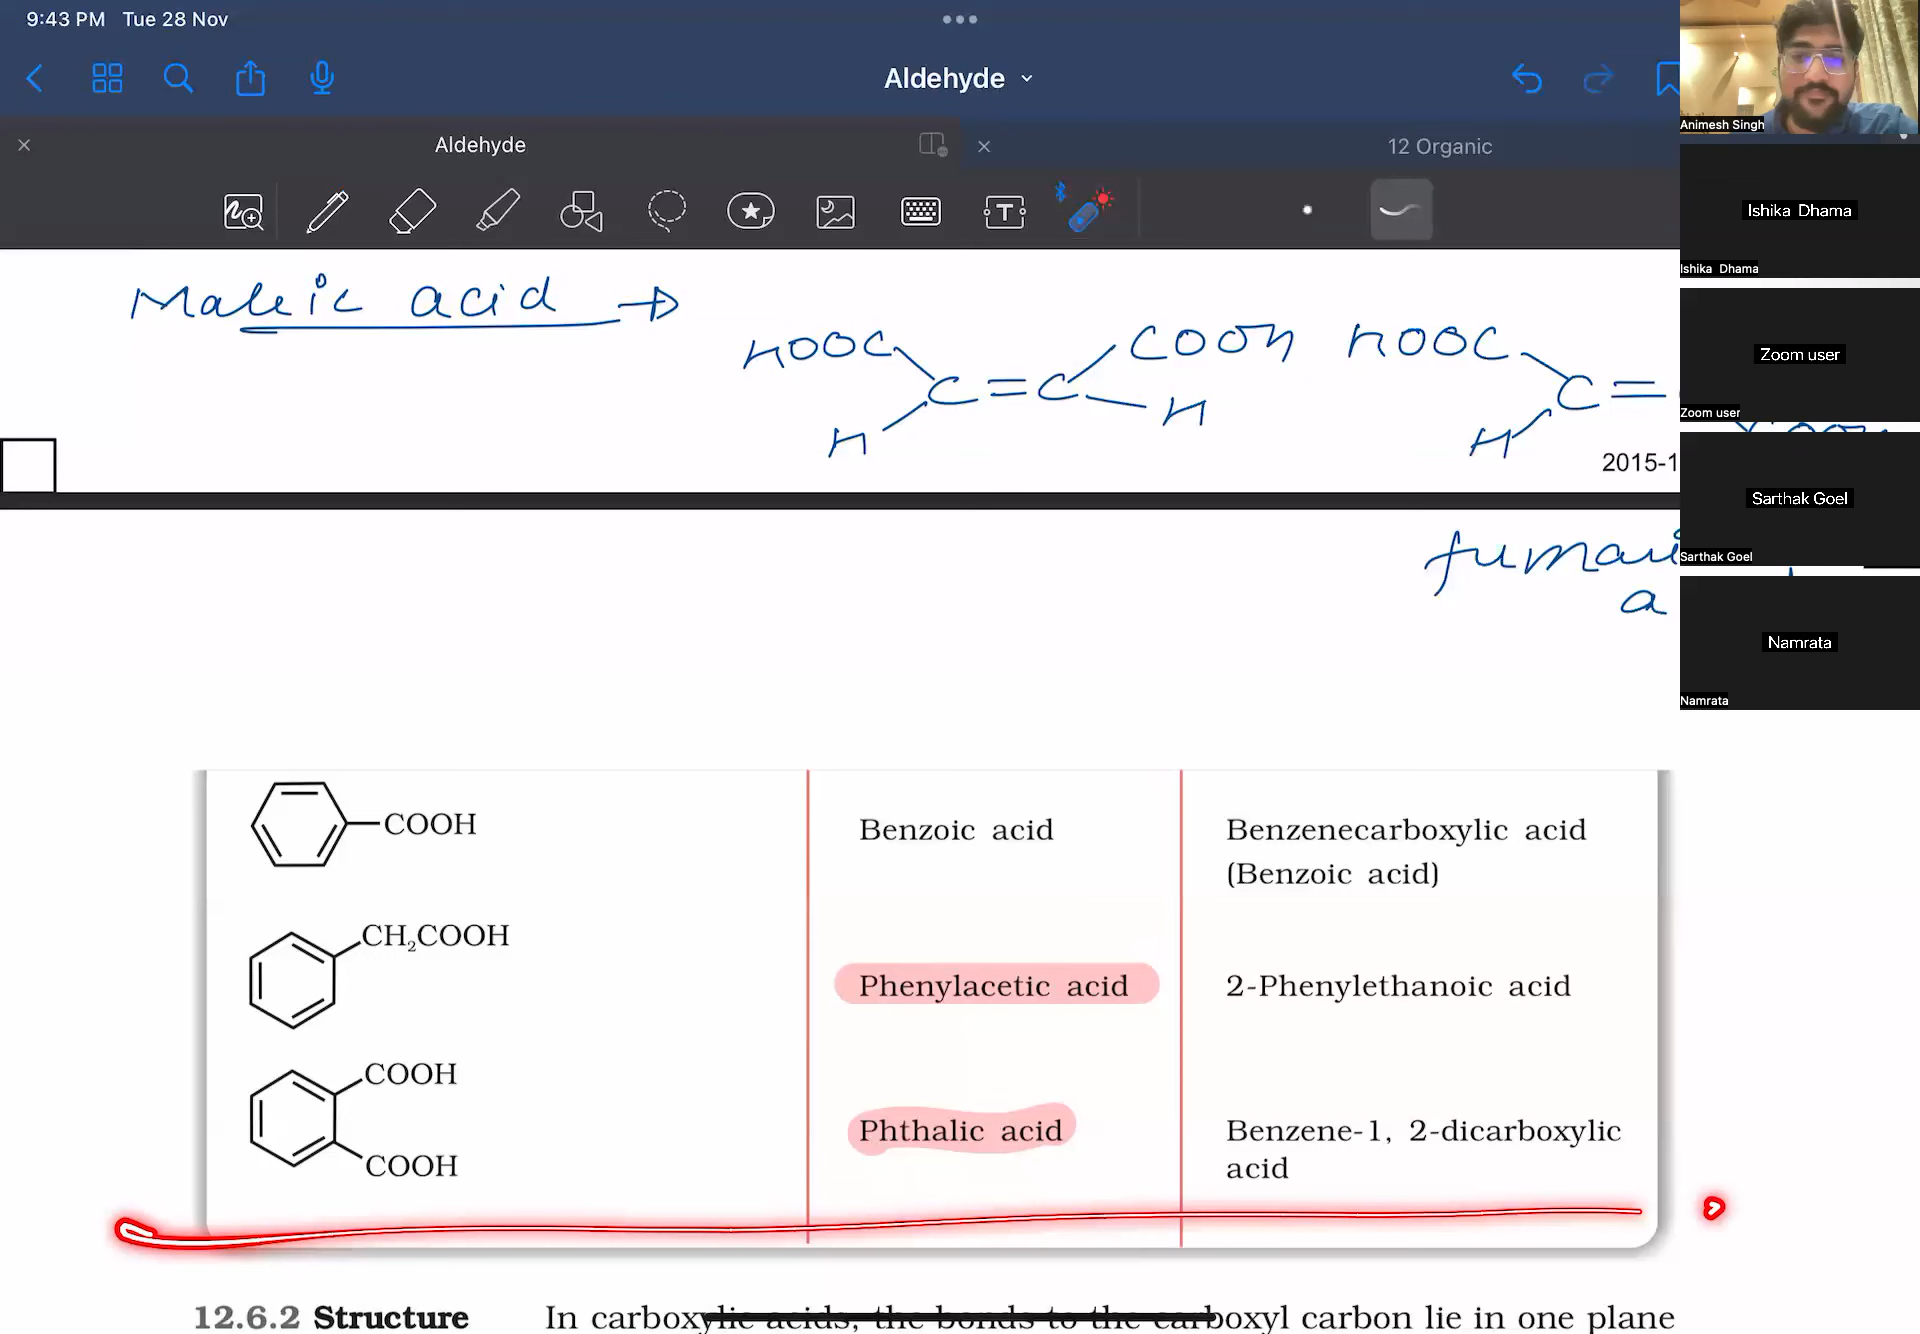 9:43 PM Tue 28 Nov
Aldehyde
Aldehyde
12 Organic
T
Animesh Singh
Ishika Dhama
Ishika Dhama
Zoom user
Zoom user
Sarthak Goel
Sarthak Goel
Namrata
Namrata
Maleic acid →
HOOC COOH HOOC
C=C C=
H H H
2015-1
fumari
a
COOH Benzoic acid Benzenecarboxylic acid
(Benzoic acid)
CH₂COOH Phenylacetic acid 2-Phenylethanoic acid
COOH
COOH
Phthalic acid Benzene-1, 2-dicarboxylic
acid
12.6.2 Structure In carboxylic acids, the bonds to the carboxyl carbon lie in one plane